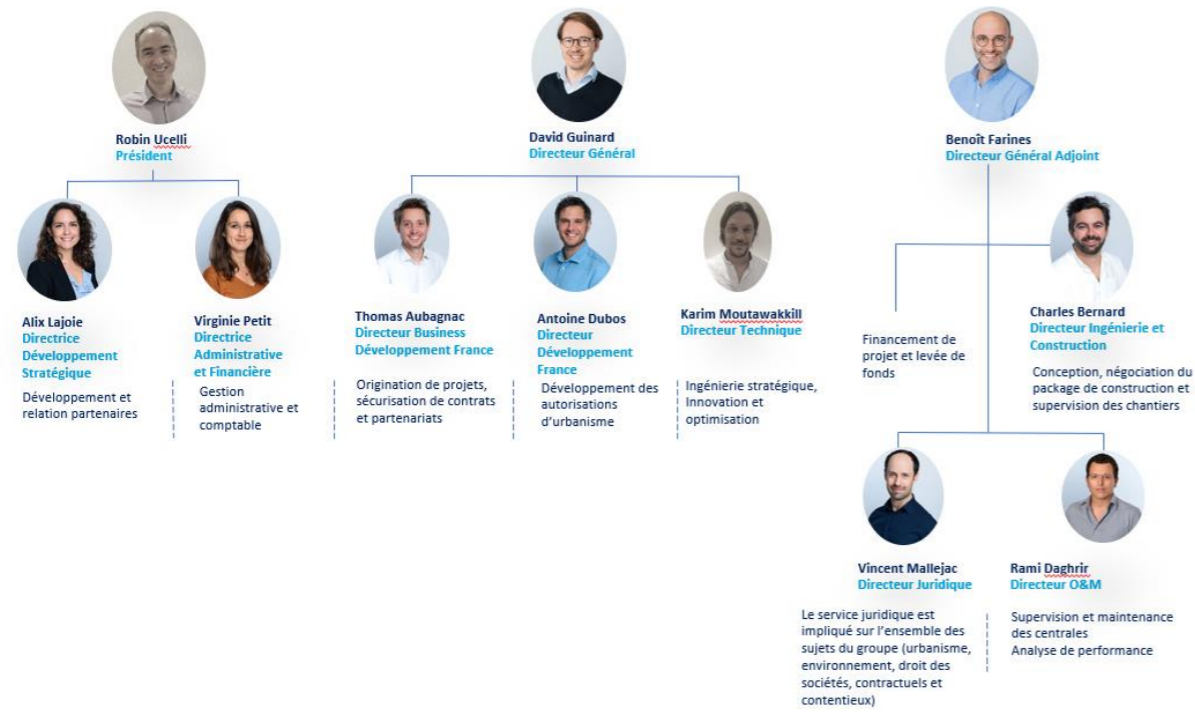 Robin Ucelli
Président
David Guinard
Directeur Général
Benoît Farines
Directeur Général Adjoint
Alix Lajoie
Directrice
Développement
Stratégique
Développement et
relation partenaires
Virginie Petit
Directrice
Administrative
et Financière
Gestion
administrative et
comptable
Thomas Aubagnac
Directeur Business
Développement France
Origination de projets,
sécurisation de contrats
et partenariats
Antoine Dubos
Directeur
Développement
France
Développement des
autorisations
d’urbanisme
Karim Moutawakkill
Directeur Technique
Ingénierie stratégique,
Innovation et
optimisation
Financement de
projet et levée de
fonds
Charles Bernard
Directeur Ingénierie et
Construction
Conception, négociation du
package de construction et
supervision des chantiers
Vincent Mallejac
Directeur Juridique
Le service juridique est
impliqué sur l’ensemble des
sujets du groupe (urbanisme,
environnement, droit des
sociétés, contractuels et
contentieux)
Rami Daghrir
Directeur O&M
Supervision et maintenance
des centrales
Analyse de performance